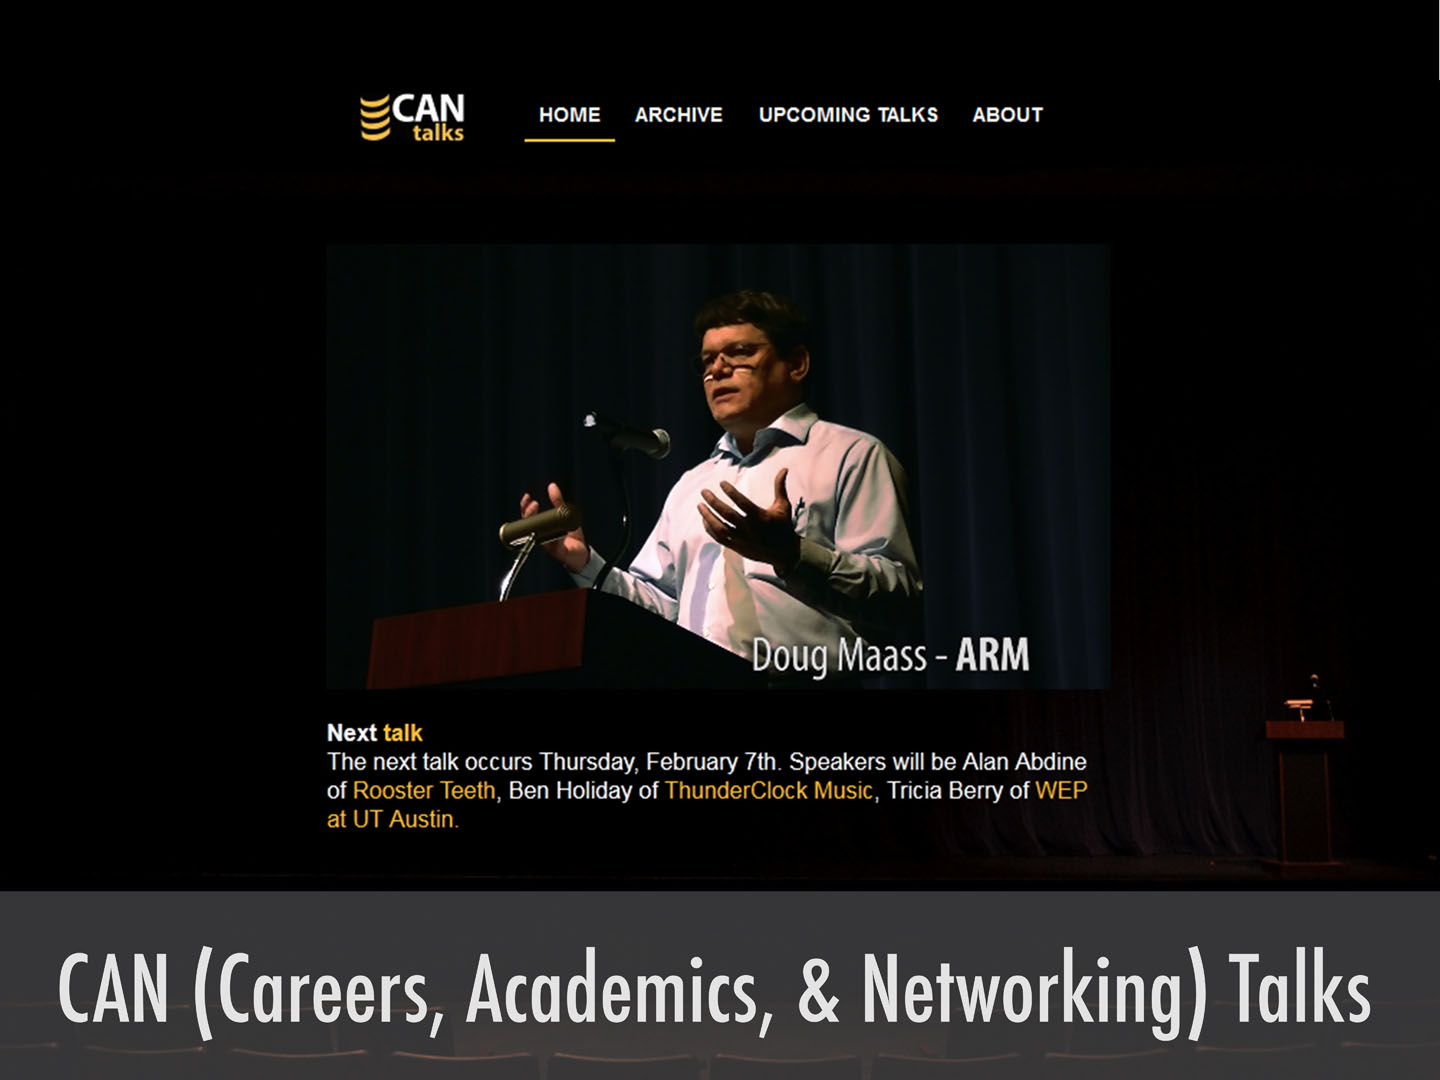 CAN
talks
HOME ARCHIVE UPCOMING TALKS ABOUT
Doug Maass - ARM
Next talk
The next talk occurs Thursday, February 7th. Speakers will be Alan Abdine
of Rooster Teeth, Ben Holiday of ThunderClock Music, Tricia Berry of WEP
at UT Austin.
CAN (Careers, Academics, & Networking) Talks